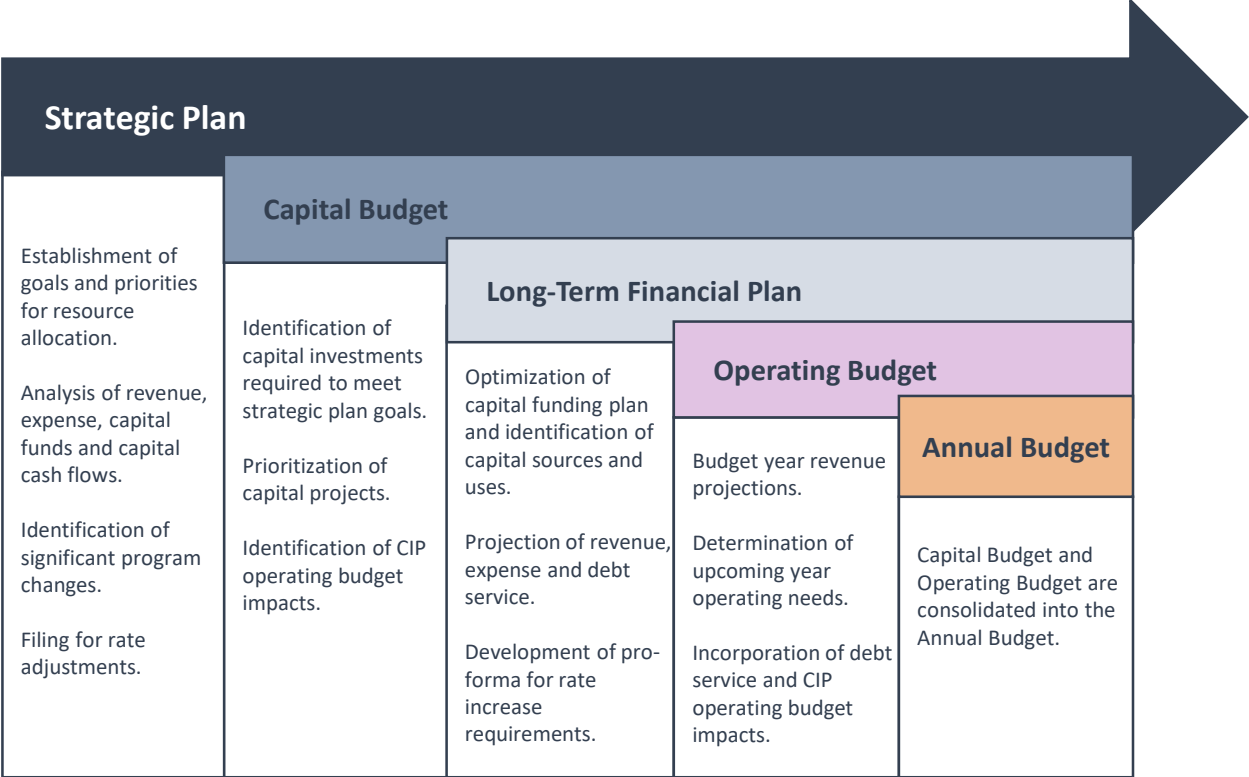 Strategic Plan
Establishment of
goals and priorities
for resource
allocation.
Analysis of revenue,
expense, capital
funds and capital
cash flows.
Identification of
significant program
changes.
Filing for rate
adjustments.
Capital Budget
Identification of
capital investments
required to meet
strategic plan goals.
Prioritization of
capital projects.
Identification of CIP
operating budget
impacts.
Long-Term Financial Plan
Optimization of
capital funding plan
and identification of
capital sources and
uses.
Projection of revenue,
expense and debt
service.
Development of pro-
forma for rate
increase
requirements.
Operating Budget
Budget year revenue
projections.
Determination of
upcoming year
operating needs.
Incorporation of debt
service and CIP
operating budget
impacts.
Annual Budget
Capital Budget and
Operating Budget are
consolidated into the
Annual Budget.